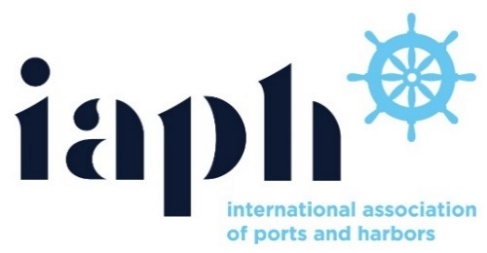 iaph
international association
of ports and harbors